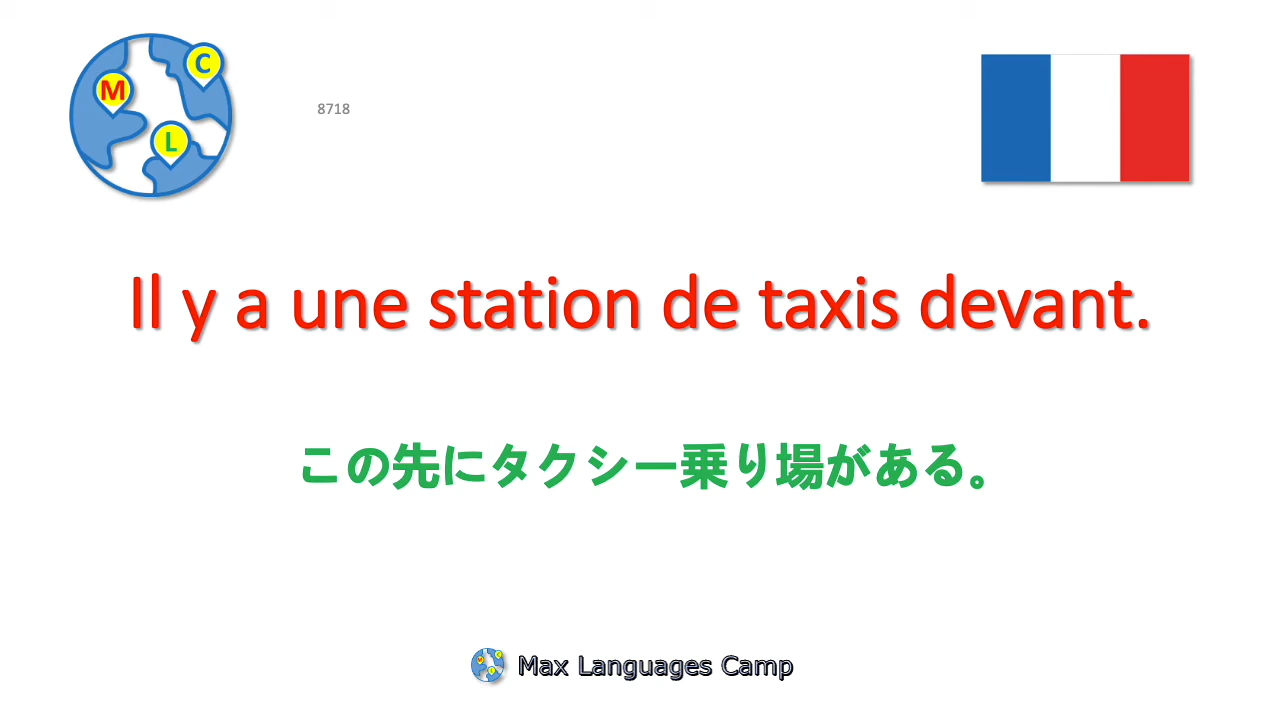 C
M
L
8718
Il y a une station de taxis devant.
この先にタクシー乗り場がある。
Max Languages Camp